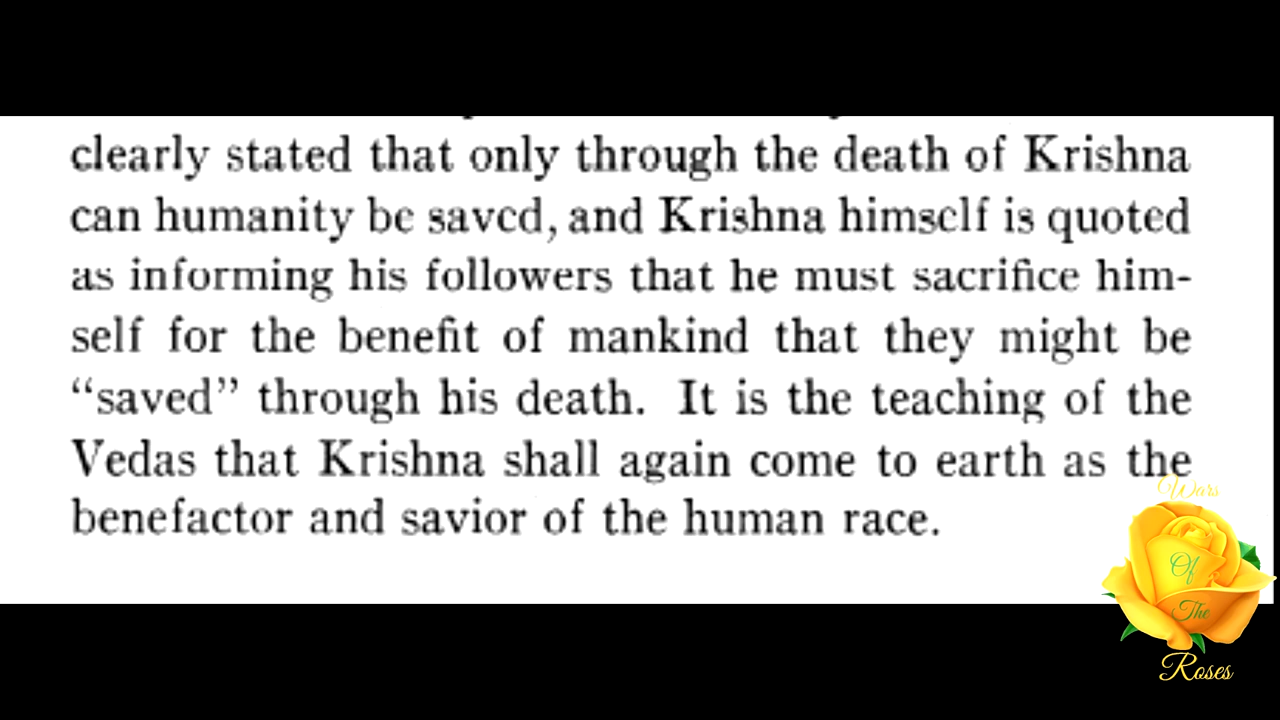 clearly stated that only through the death of Krishna
can humanity be saved, and Krishna himself is quoted
as informing his followers that he must sacrifice him-
self for the benefit of mankind that they might be
“saved” through his death. It is the teaching of the
Vedas that Krishna shall again come to earth as the
benefactor and savior of the human race.
Wars
Of
The
Roses